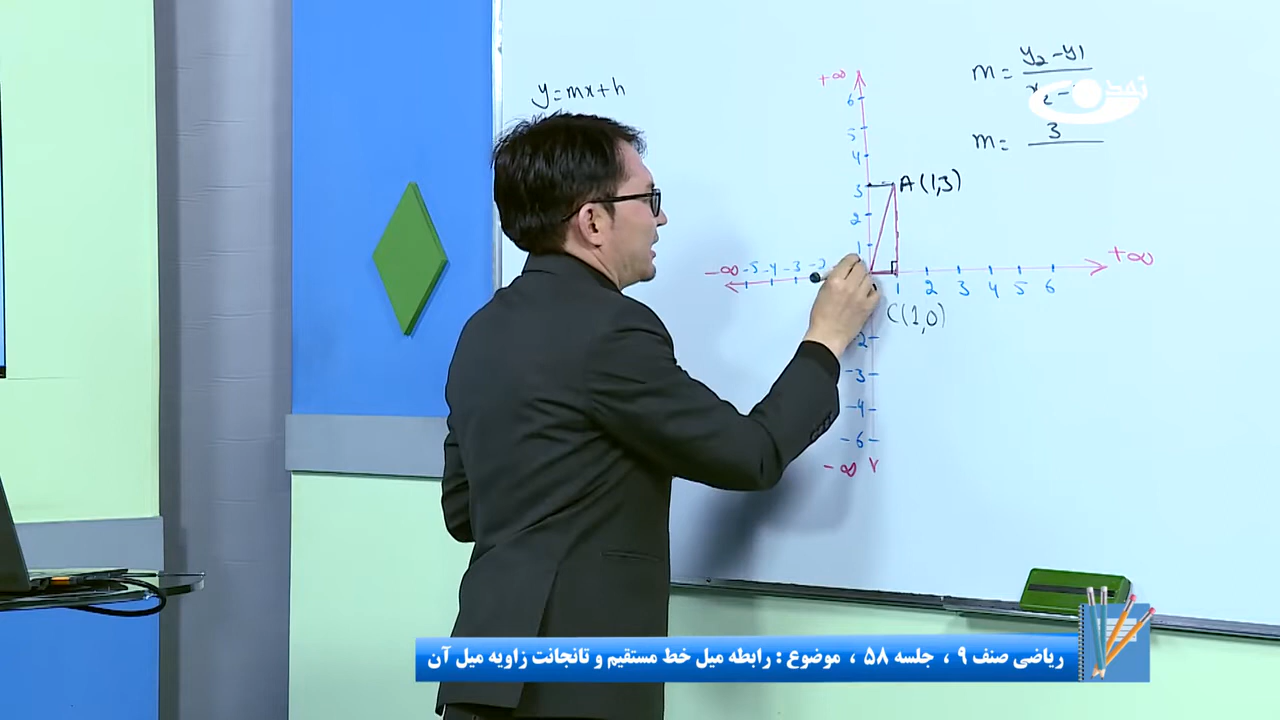 y=mx+h
m= y2-y1
m= 3
+∞
6
5
4
3
2
1
A(1,3)
-∞ -5 -4 -3 -2
1 2 3 4 5 6
+∞
C(1,0)
-2
-3
-4
-6
-∞
نمد
ریاضی صنف ۹ ، جلسه ۵۸ ، موضوع : رابطه میل خط مستقیم و تانجانت زاویه میل آن